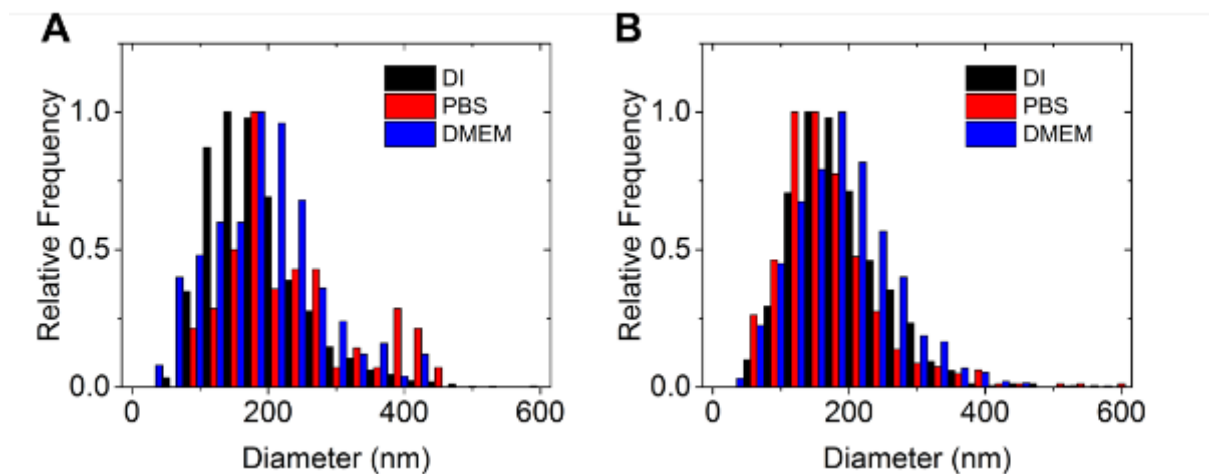 A
Relative Frequency
1.0
0.5
0.0
DI
PBS
DMEM
0
200
400
600
Diameter (nm)
B
Relative Frequency
1.0
0.5
0.0
DI
PBS
DMEM
0
200
400
600
Diameter (nm)